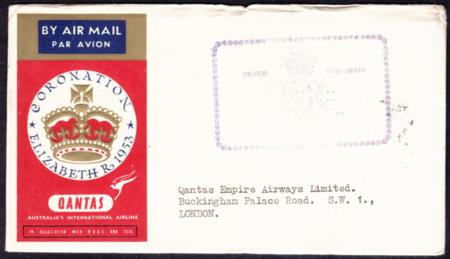 BY AIR MAIL
PAR AVION
CORONATION
ELIZABETH R. 1953
QANTAS
AUSTRALIA'S INTERNATIONAL AIRLINE
IN ASSOCIATION WITH B.O.A.C. AND TEAL
Qantas Empire Airways Limited.
Buckingham Palace Road. S.W. 1.,
LONDON.